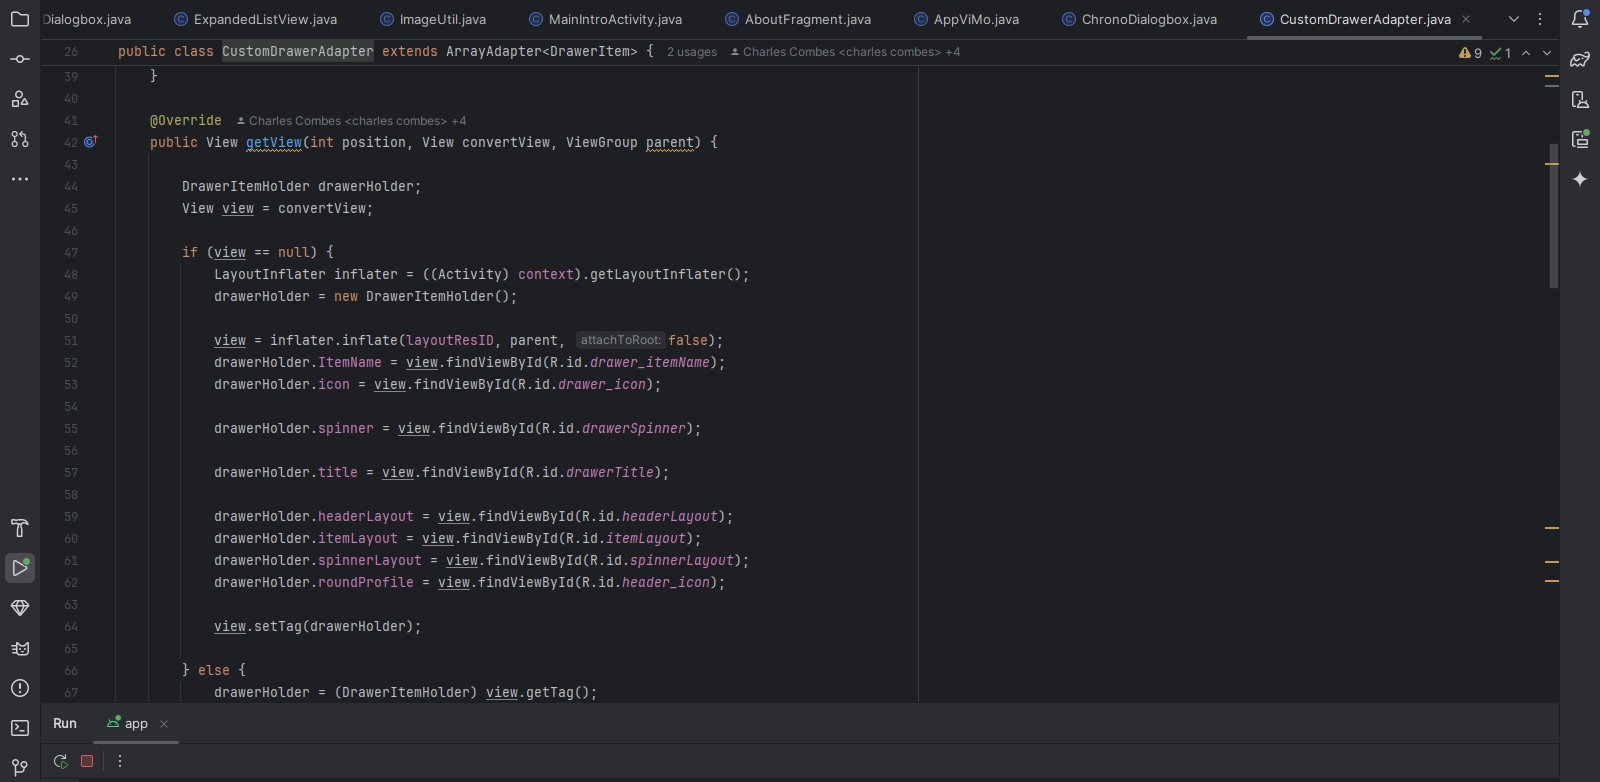 Dialogbox.java ExpandedListView.java ImageUtil.java MainIntroActivity.java AboutFragment.java AppViMo.java ChronoDialogbox.java CustomDrawerAdapter.java
26 public class CustomDrawerAdapter extends ArrayAdapter<DrawerItem> { 2 usages Charles Combes <charles combes> +4 9 1
39 }
40
41 @Override Charles Combes <charles combes> +4
42 public View getView(int position, View convertView, ViewGroup parent) {
43
44 DrawerItemHolder drawerHolder;
45 View view = convertView;
46
47 if (view == null) {
48 LayoutInflater inflater = ((Activity) context).getLayoutInflater();
49 drawerHolder = new DrawerItemHolder();
50
51 view = inflater.inflate(layoutResID, parent, attachToRoot: false);
52 drawerHolder.ItemName = view.findViewById(R.id.drawer_itemName);
53 drawerHolder.icon = view.findViewById(R.id.drawer_icon);
54
55 drawerHolder.spinner = view.findViewById(R.id.drawerSpinner);
56
57 drawerHolder.title = view.findViewById(R.id.drawerTitle);
58
59 drawerHolder.headerLayout = view.findViewById(R.id.headerLayout);
60 drawerHolder.itemLayout = view.findViewById(R.id.itemLayout);
61 drawerHolder.spinnerLayout = view.findViewById(R.id.spinnerLayout);
62 drawerHolder.roundProfile = view.findViewById(R.id.header_icon);
63
64 view.setTag(drawerHolder);
65
66 } else {
67 drawerHolder = (DrawerItemHolder) view.getTag();
Run app